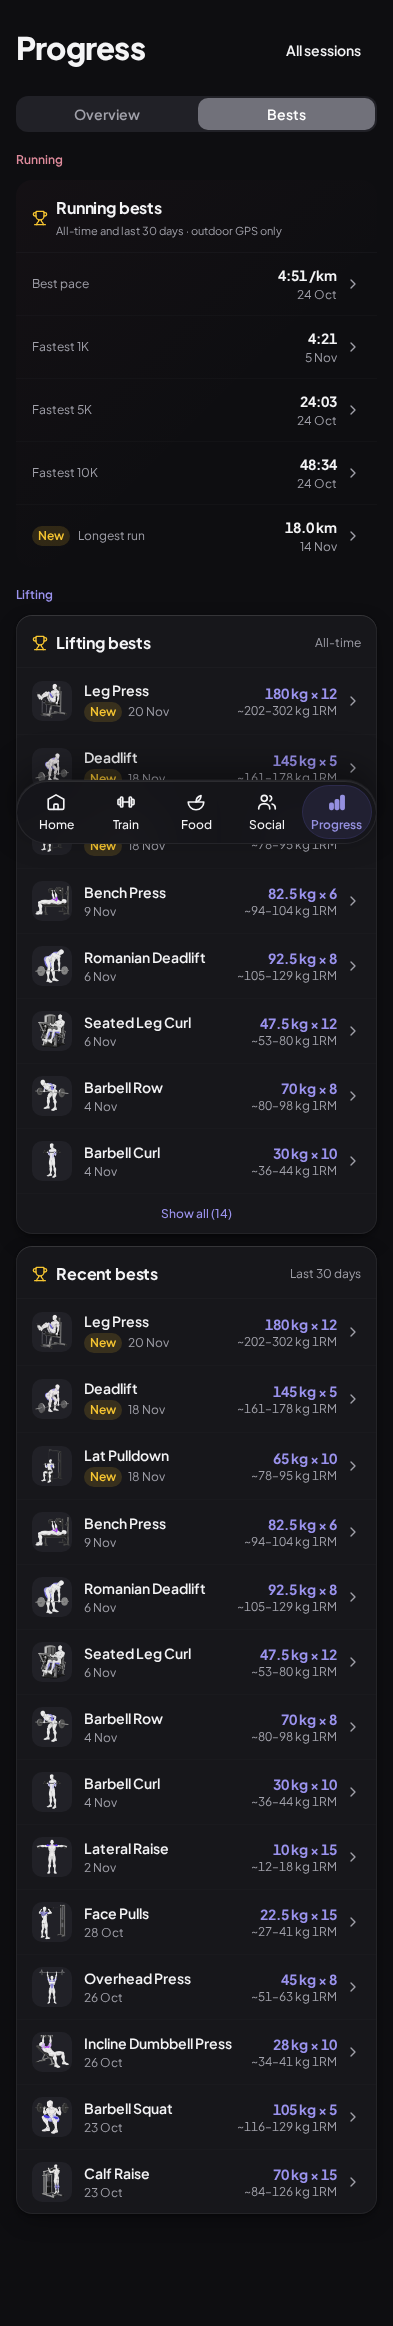 Progress
All sessions
Overview
Bests
Running
Running bests
All-time and last 30 days · outdoor GPS only
Best pace
4:51 /km
24 Oct
Fastest 1K
4:21
5 Nov
Fastest 5K
24:03
24 Oct
Fastest 10K
48:34
24 Oct
New Longest run
18.0 km
14 Nov
Lifting
Lifting bests
All-time
Leg Press
180 kg × 12
New 20 Nov
~202–302 kg 1RM
Deadlift
145 kg × 5
New 18 Nov
~161–178 kg 1RM
Home
Train
Food
Social
Progress
New 18 Nov
~78–95 kg 1RM
Bench Press
82.5 kg × 6
9 Nov
~94–104 kg 1RM
Romanian Deadlift
92.5 kg × 8
6 Nov
~105–129 kg 1RM
Seated Leg Curl
47.5 kg × 12
6 Nov
~53–80 kg 1RM
Barbell Row
70 kg × 8
4 Nov
~80–98 kg 1RM
Barbell Curl
30 kg × 10
4 Nov
~36–44 kg 1RM
Show all (14)
Recent bests
Last 30 days
Leg Press
180 kg × 12
New 20 Nov
~202–302 kg 1RM
Deadlift
145 kg × 5
New 18 Nov
~161–178 kg 1RM
Lat Pulldown
65 kg × 10
New 18 Nov
~78–95 kg 1RM
Bench Press
82.5 kg × 6
9 Nov
~94–104 kg 1RM
Romanian Deadlift
92.5 kg × 8
6 Nov
~105–129 kg 1RM
Seated Leg Curl
47.5 kg × 12
6 Nov
~53–80 kg 1RM
Barbell Row
70 kg × 8
4 Nov
~80–98 kg 1RM
Barbell Curl
30 kg × 10
4 Nov
~36–44 kg 1RM
Lateral Raise
10 kg × 15
2 Nov
~12–18 kg 1RM
Face Pulls
22.5 kg × 15
28 Oct
~27–41 kg 1RM
Overhead Press
45 kg × 8
26 Oct
~51–63 kg 1RM
Incline Dumbbell Press
28 kg × 10
26 Oct
~34–41 kg 1RM
Barbell Squat
105 kg × 5
23 Oct
~116–129 kg 1RM
Calf Raise
70 kg × 15
23 Oct
~84–126 kg 1RM